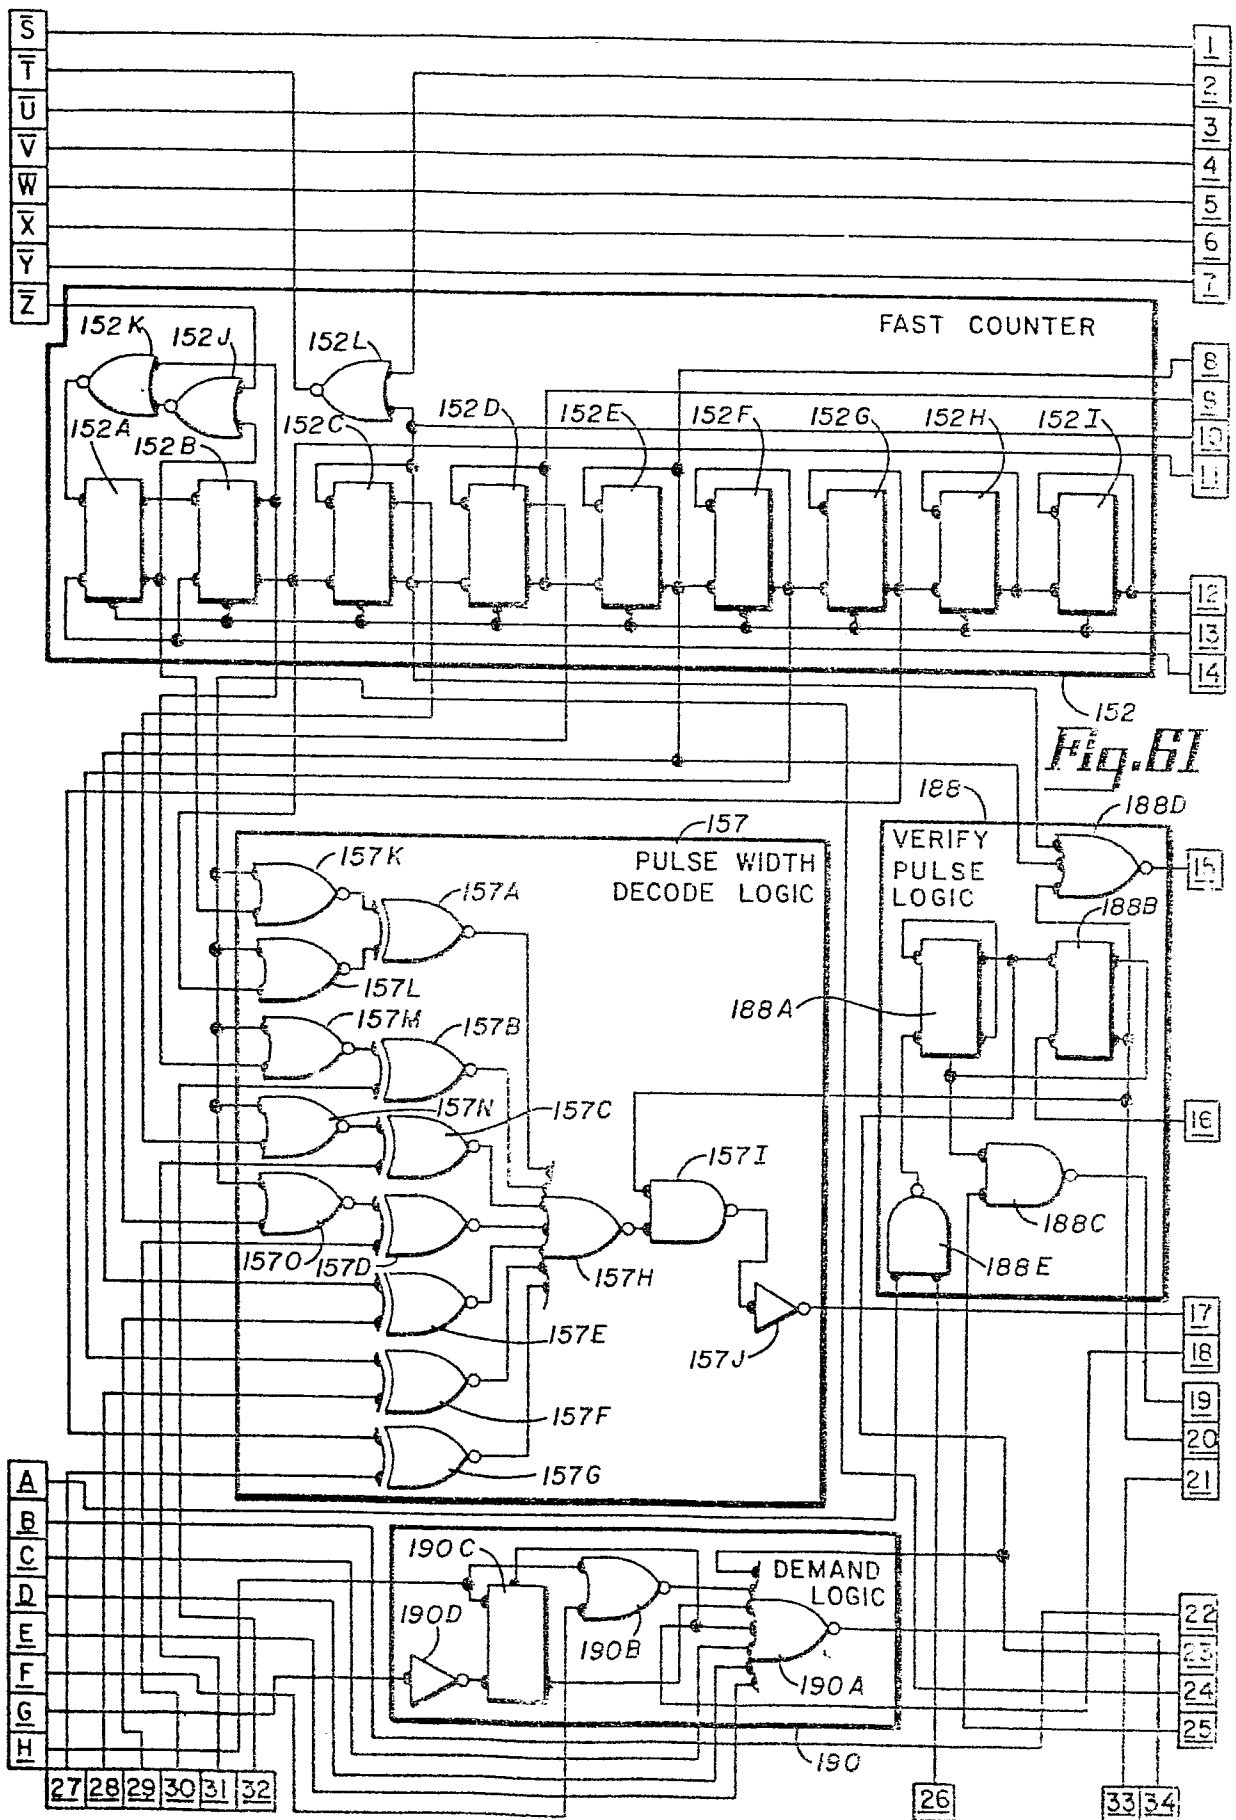 S̅ 1
T̅ 2
U̅ 3
V̅ 4
W̅ 5
X̅ 6
Y̅ 7
Z̅
FAST COUNTER
152K 152J 152L
8
9
10
11
152A 152B 152C 152D 152E 152F 152G 152H 152I
12
13
14
152
Fig. 61
157
PULSE WIDTH
DECODE LOGIC
188 188D
VERIFY
PULSE
LOGIC
15
157K 157A
188B
157L
188A
157M 157B
157N 157C
16
157I
188C
157O 157D 157H
188E
157E
17
157J
18
157F
19
20
157G
21
A
B
C
D
E
F
G
H
190C
DEMAND
LOGIC
190D
190B
190A
22
23
24
25
190
27 28 29 30 31 32
26
33 34